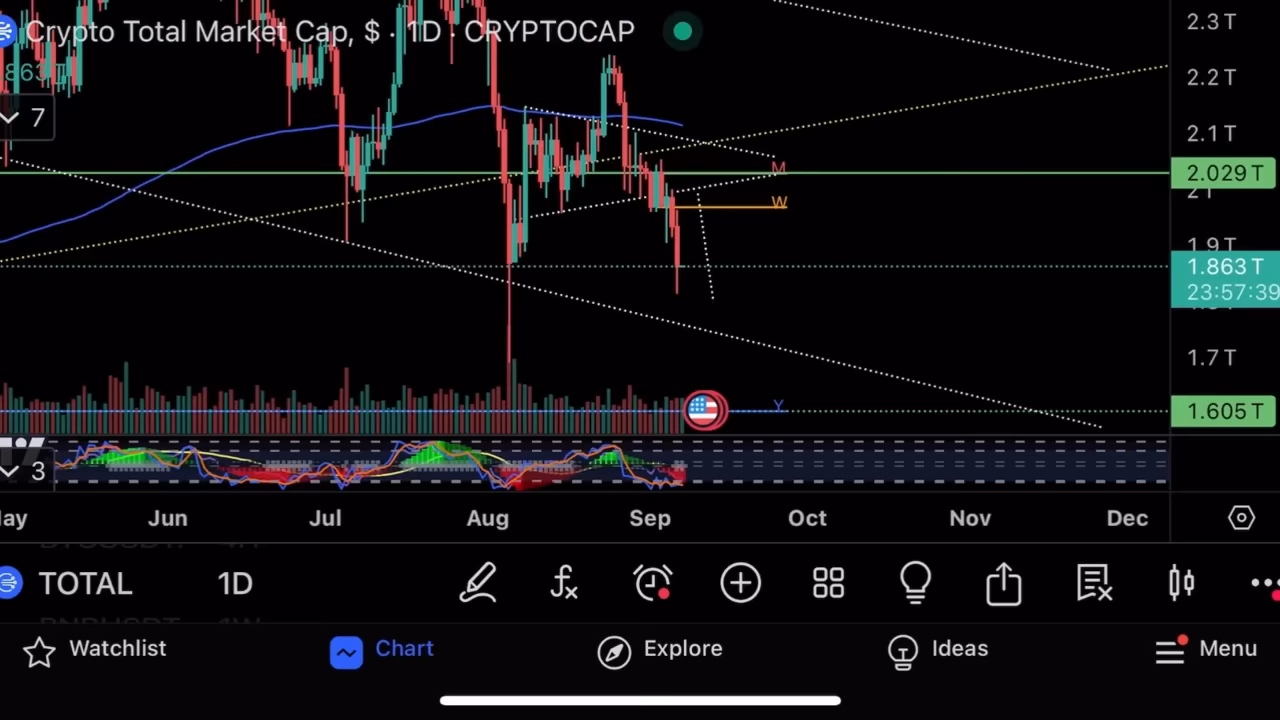 Crypto Total Market Cap, $ · 1D · CRYPTOCAP
2.3 T
863 T
2.2 T
7
2.1 T
M
2.029 T
2 T
W
1.9 T
1.863 T
23:57:39
1.7 T
Y
1.605 T
3
Jun
Jul
Aug
Sep
Oct
Nov
Dec
TOTAL 1D
Watchlist
Chart
Explore
Ideas
Menu